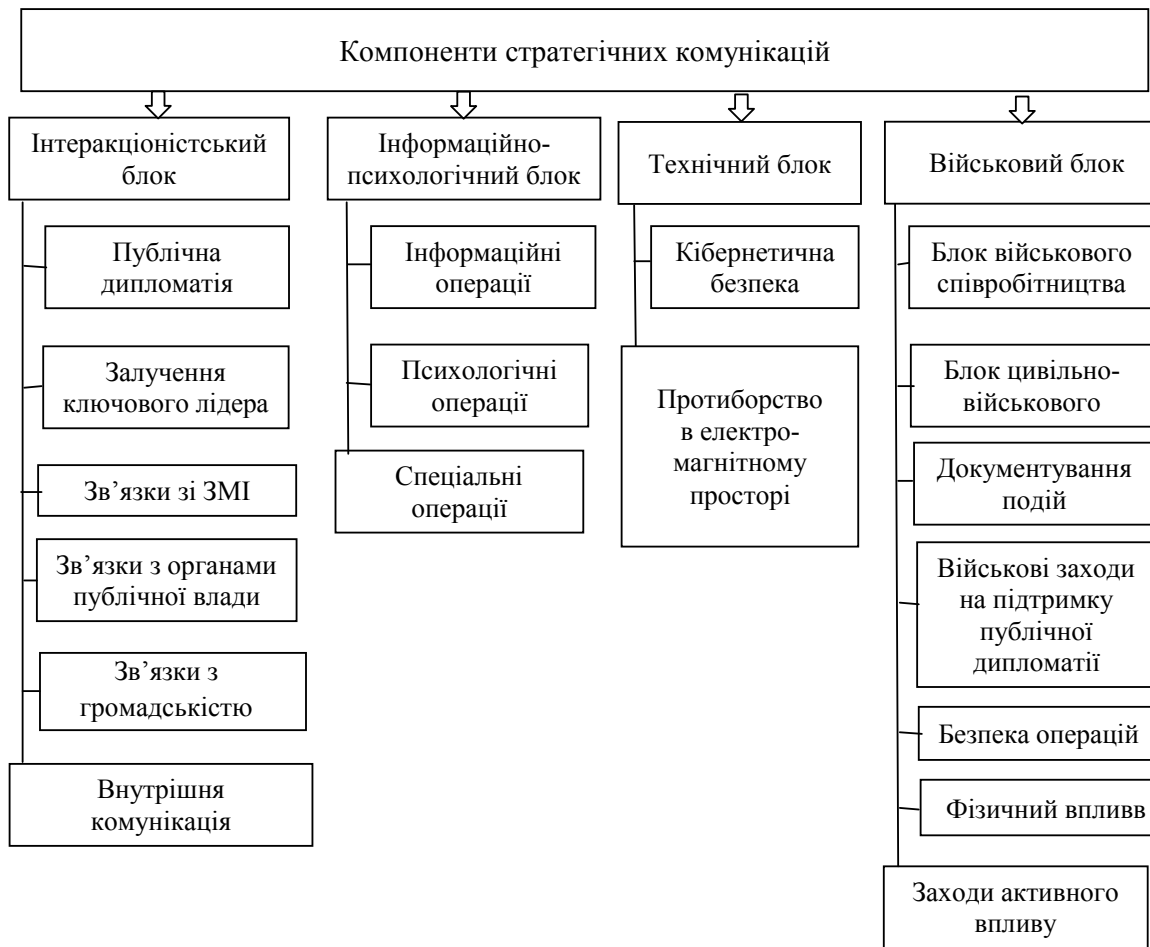 Компоненти стратегічних комунікацій
Інтеракціоністський
блок
Публічна
дипломатія
Залучення
ключового лідера
Зв’язки зі ЗМІ
Зв’язки з органами
публічної влади
Зв’язки з
громадськістю
Внутрішня
комунікація
Інформаційно-
психологічний блок
Інформаційні
операції
Психологічні
операції
Спеціальні
операції
Технічний блок
Кібернетична
безпека
Протиборство
в електро-
магнітному
просторі
Військовий блок
Блок військового
співробітництва
Блок цивільно-
військового
Документування
подій
Військові заходи
на підтримку
публічної
дипломатії
Безпека операцій
Фізичний впливв
Заходи активного
впливу